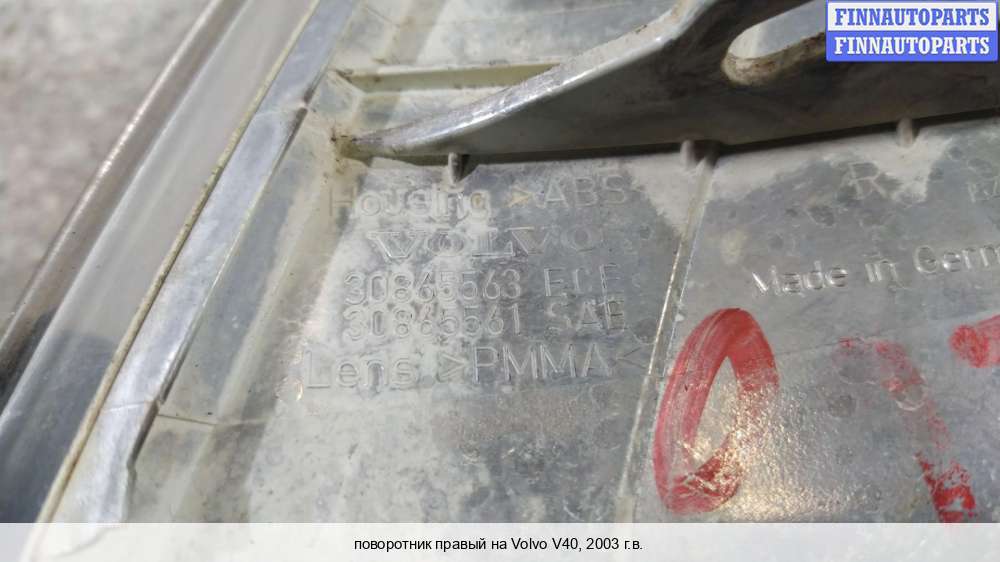 FINNAUTOPARTS
FINNAUTOPARTS
Housing >ABS
VOLVO
30865563 ECE
30865561 SAE
Lens >PMMA<
R
Made in Germ
поворотник правый на Volvo V40, 2003 г.в.